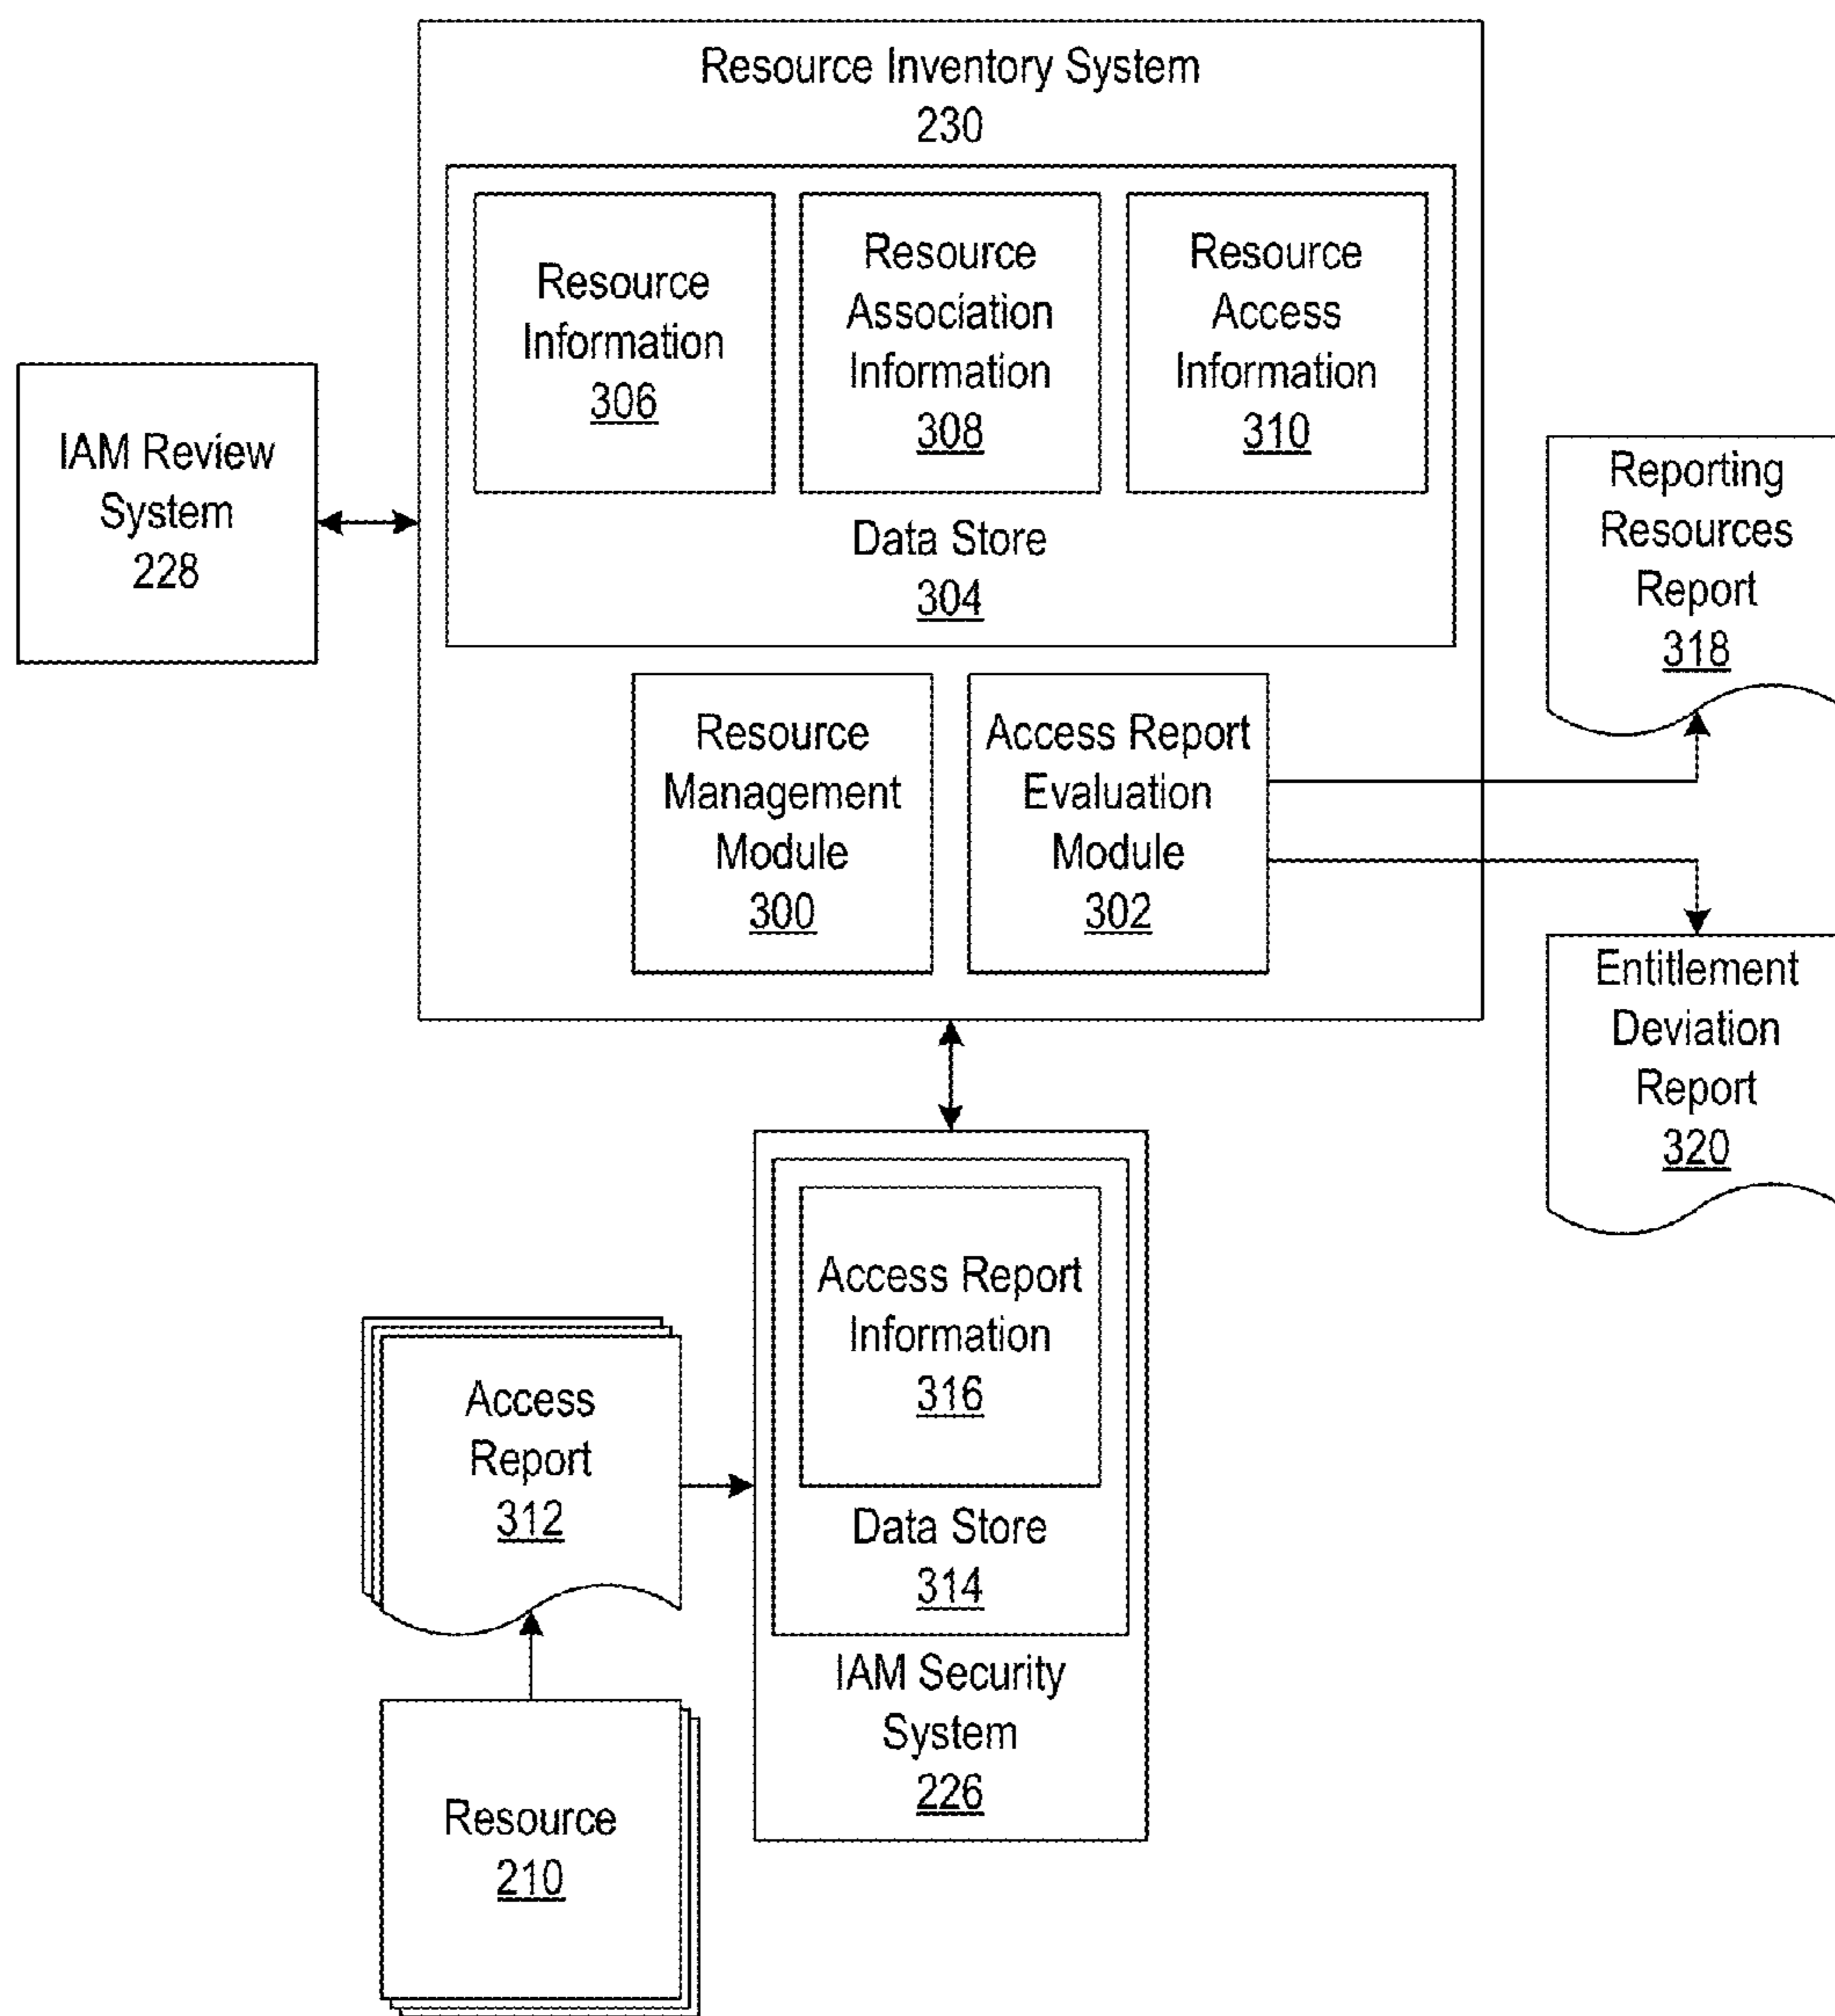 Resource Inventory System
230
Resource
Information
306
Resource
Association
Information
308
Resource
Access
Information
310
Data Store
304
IAM Review
System
228
Resource
Management
Module
300
Access Report
Evaluation
Module
302
Reporting
Resources
Report
318
Entitlement
Deviation
Report
320
Access Report
Information
316
Data Store
314
IAM Security
System
226
Access
Report
312
Resource
210